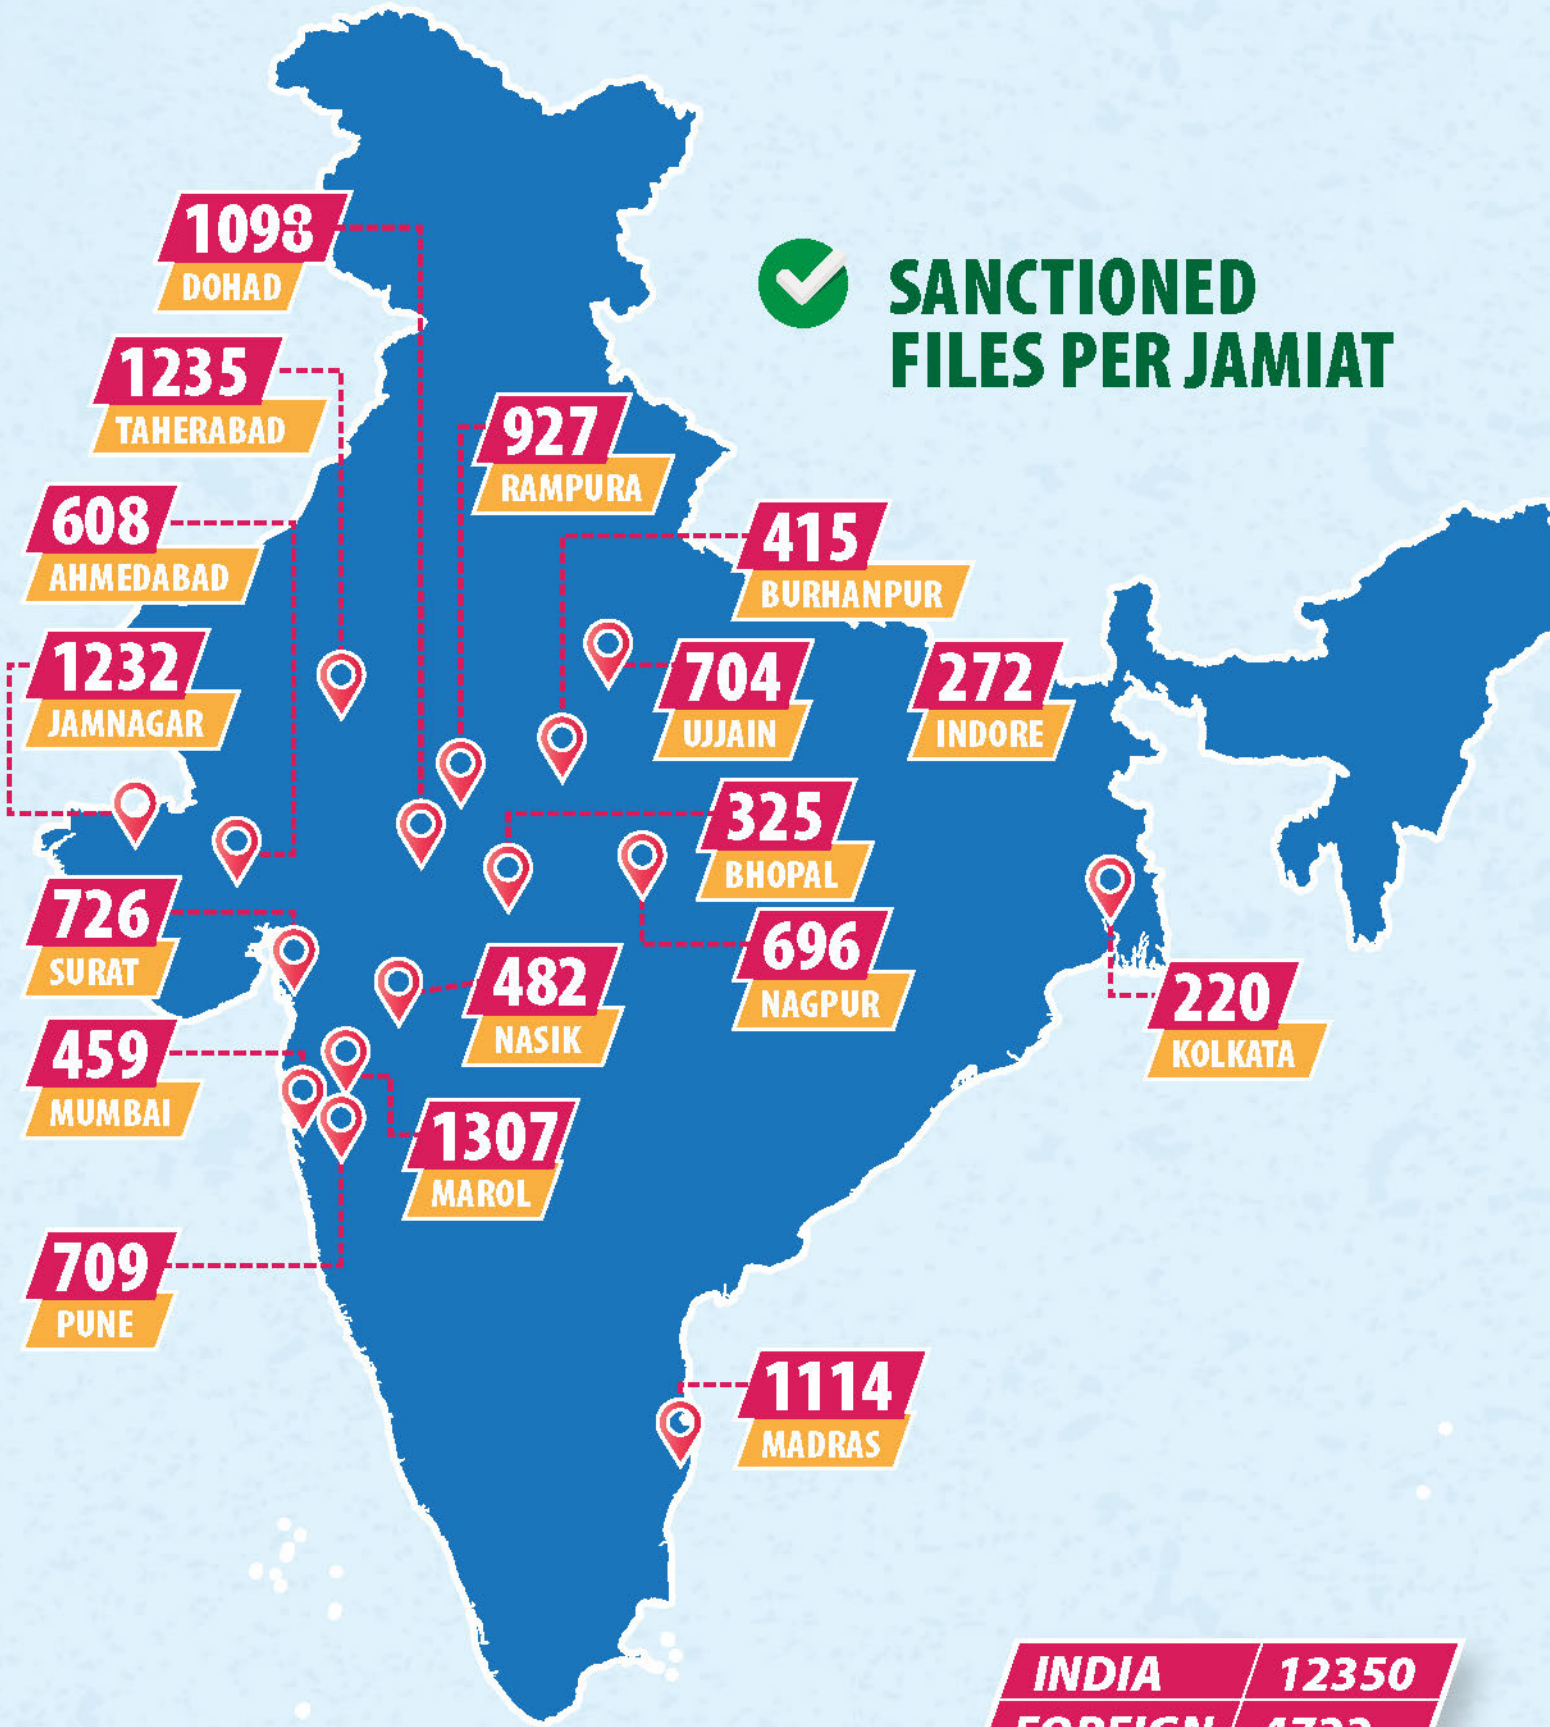 SANCTIONED
FILES PER JAMIAT
1098
DOHAD
1235
TAHERABAD
927
RAMPURA
608
AHMEDABAD
415
BURHANPUR
1232
JAMNAGAR
704
UJJAIN
272
INDORE
325
BHOPAL
726
SURAT
696
NAGPUR
482
NASIK
220
KOLKATA
459
MUMBAI
1307
MAROL
709
PUNE
1114
MADRAS
INDIA 12350
FOREIGN